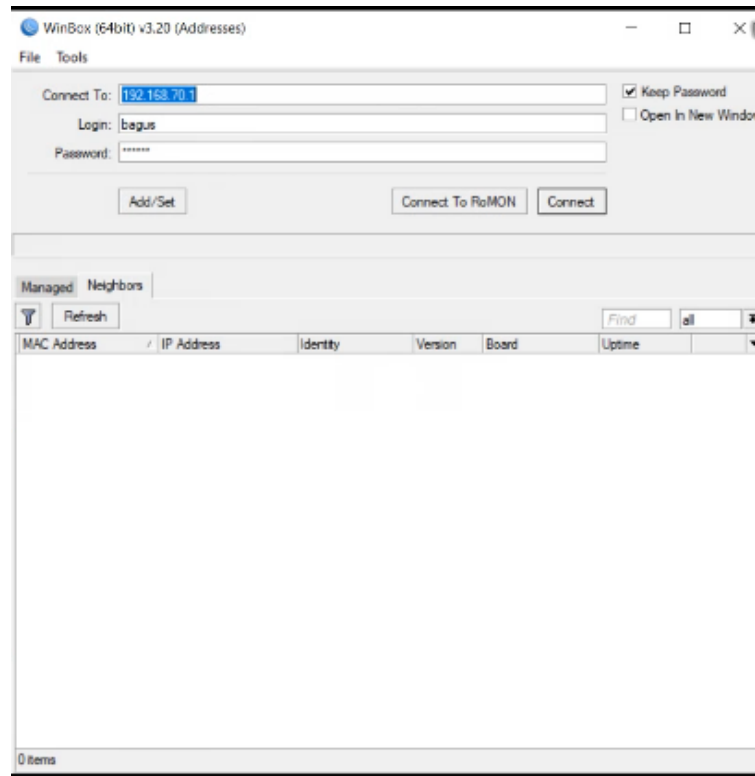 WinBox (64bit) v3.20 (Addresses)
File Tools
Connect To: 192.168.70.1
Keep Password
Login: bagus
Open In New Windo
Password: ******
Add/Set Connect To RoMON Connect
Managed Neighbors
Refresh Find all
MAC Address / IP Address Identity Version Board Uptime
0 items